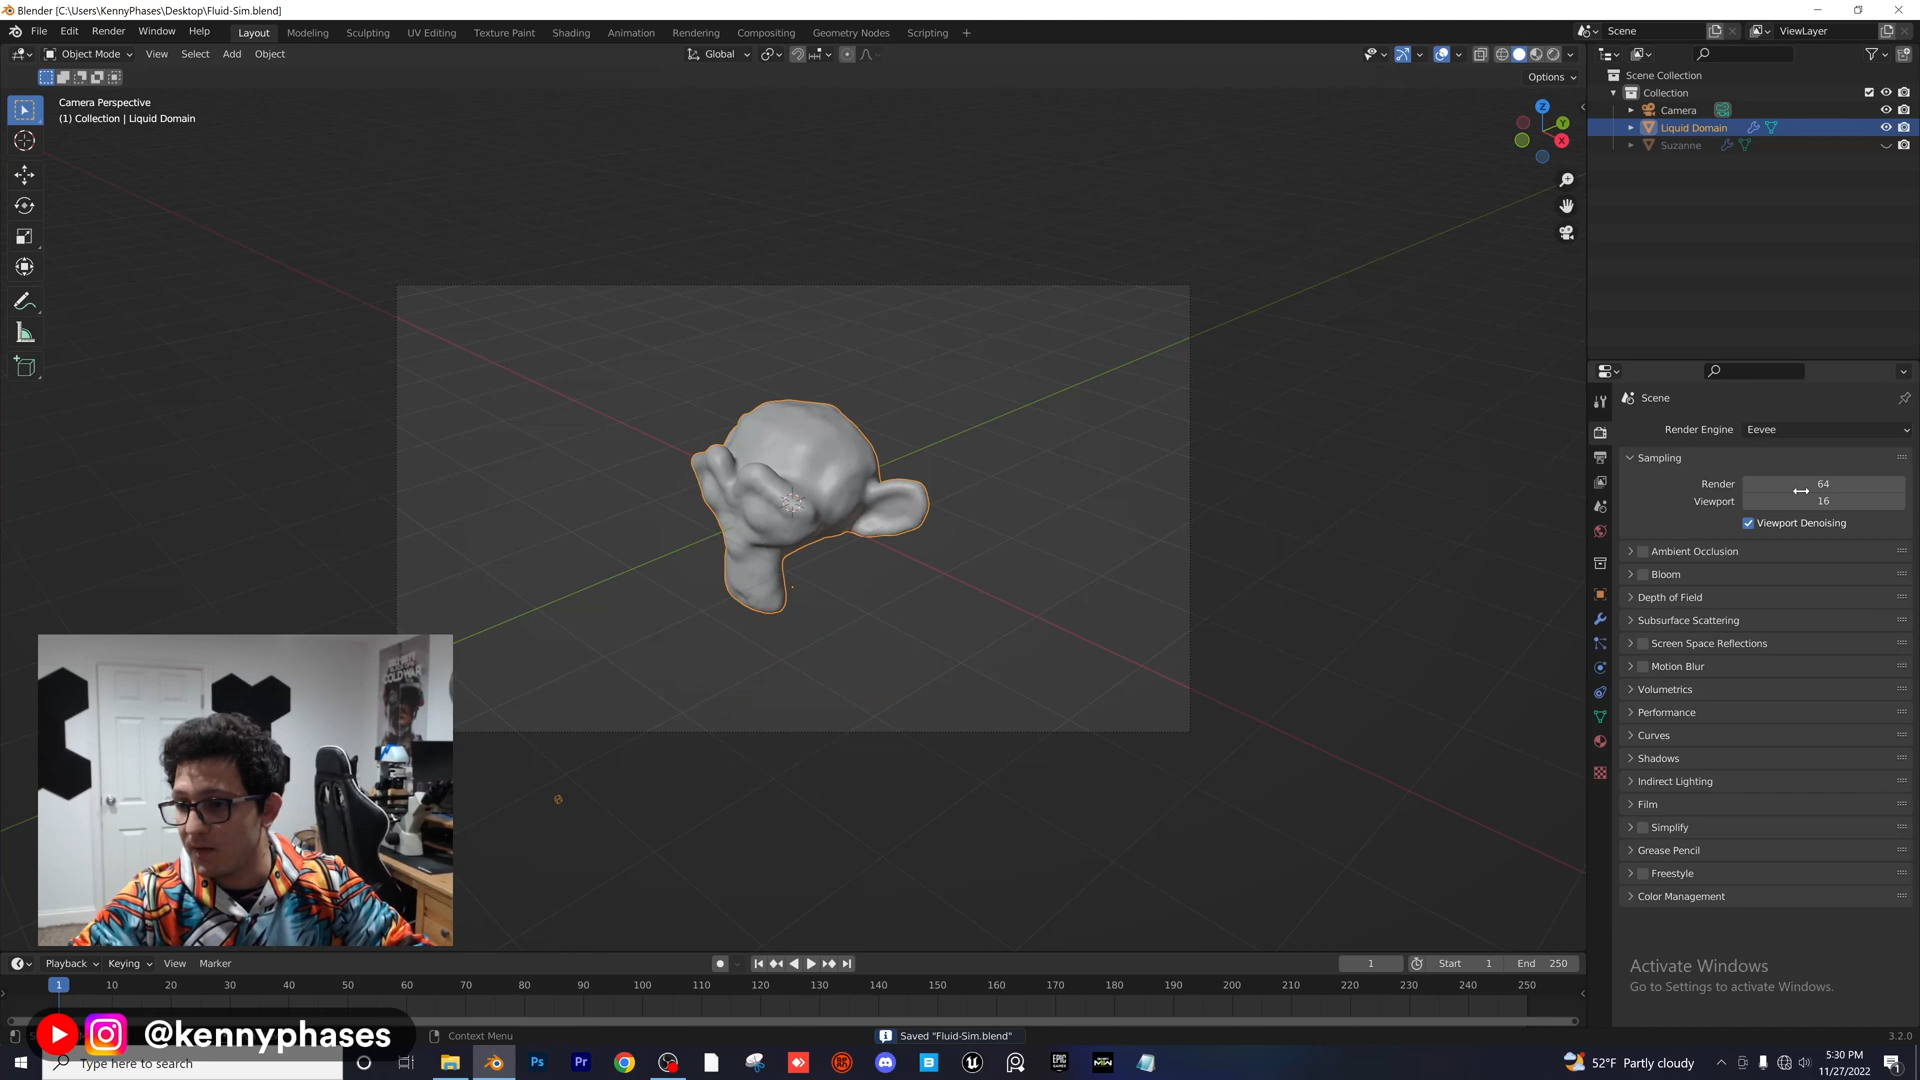 Blender [C:\Users\KennyPhases\Desktop\Fluid-Sim.blend]
File Edit Render Window Help Layout Modeling Sculpting UV Editing Texture Paint Shading Animation Rendering Compositing Geometry Nodes Scripting + Scene ViewLayer
Object Mode View Select Add Object Global
Options
Camera Perspective
(1) Collection | Liquid Domain
Z
Y
X
Scene Collection
Collection
Camera
Liquid Domain
Suzanne
Scene
Render Engine Eevee
Sampling
Render 64
Viewport 16
Viewport Denoising
Ambient Occlusion
Bloom
Depth of Field
Subsurface Scattering
Screen Space Reflections
Motion Blur
Volumetrics
Performance
Curves
Shadows
Indirect Lighting
Film
Simplify
Grease Pencil
Freestyle
Color Management
COLD WAR
Activate Windows
Go to Settings to activate Windows.
Playback Keying View Marker 1 Start 1 End 250
1 10 20 30 40 50 60 70 80 90 100 110 120 130 140 150 160 170 180 190 200 210 220 230 240 250
@kennyphases
Context Menu
Saved "Fluid-Sim.blend"
3.2.0
Type here to search
Ps
Pr
52°F Partly cloudy
5:30 PM
11/27/2022